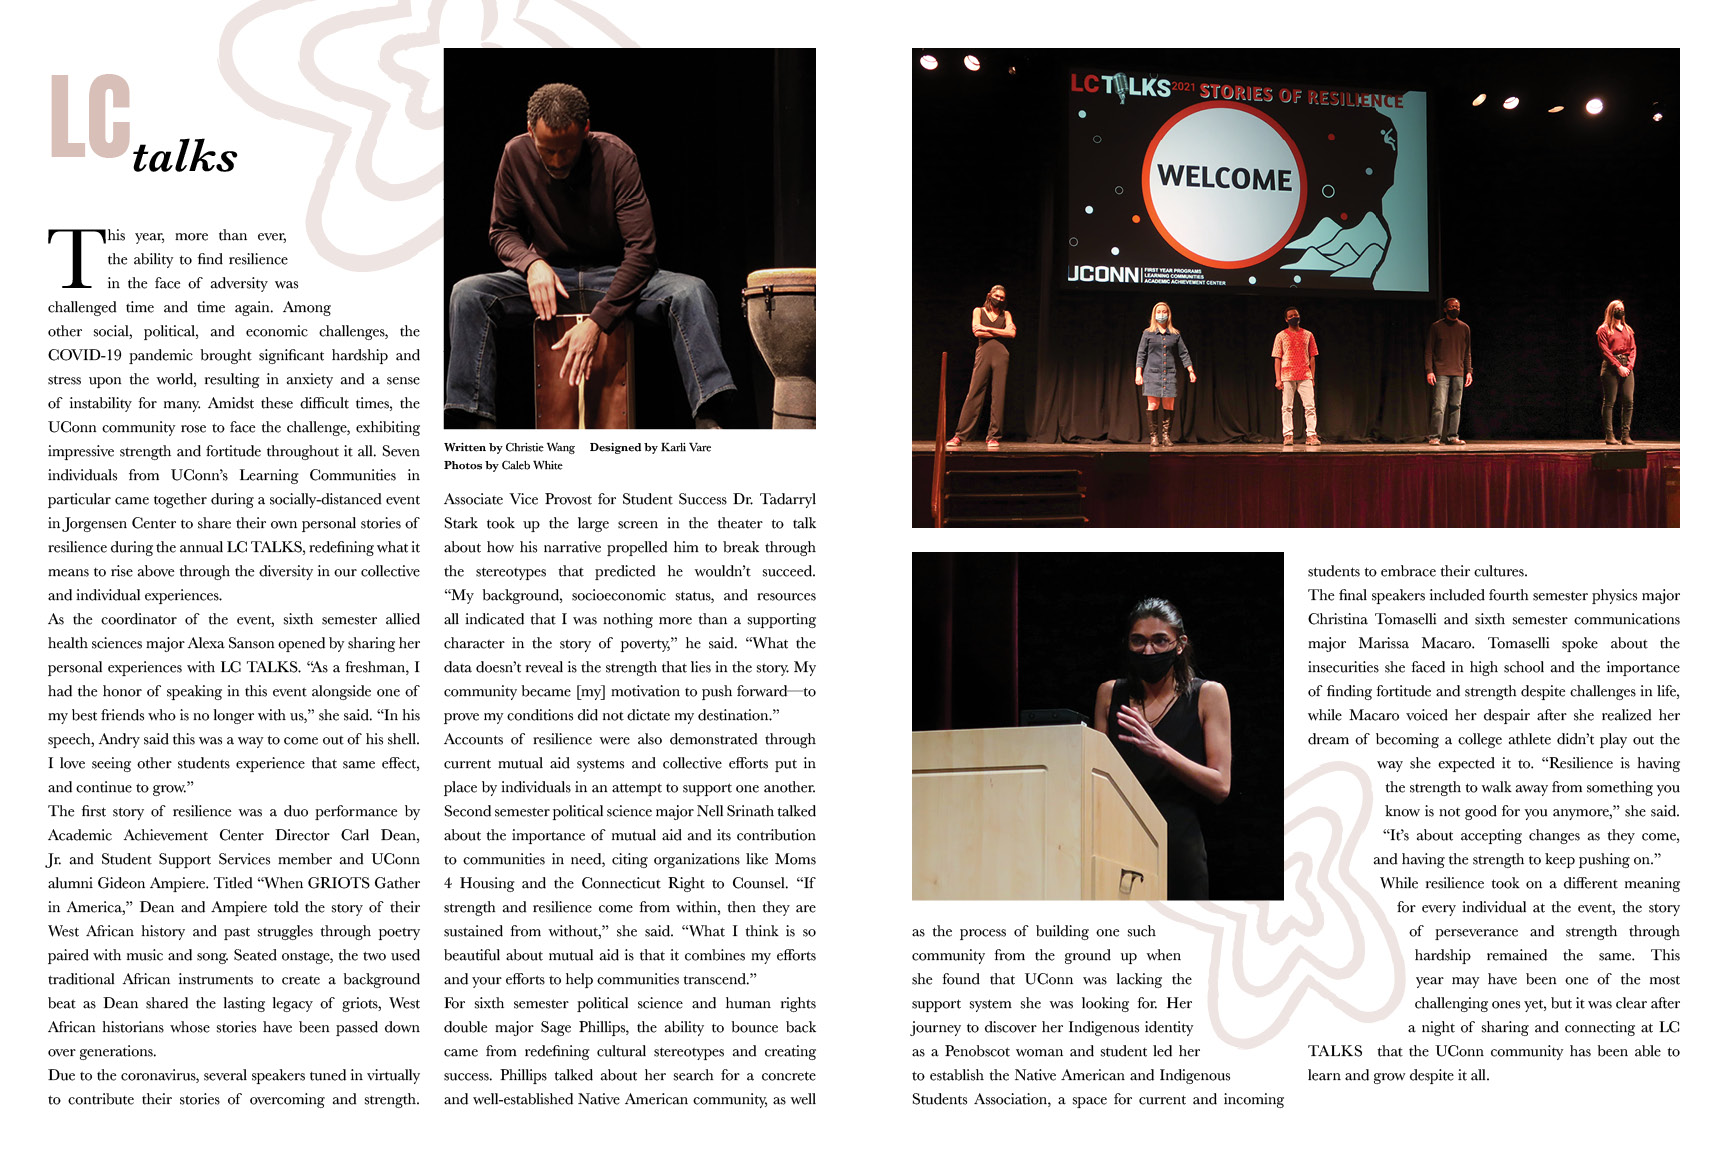 LC
talks
This year, more than ever,
the ability to find resilience
in the face of adversity was
challenged time and time again. Among
other social, political, and economic challenges, the
COVID-19 pandemic brought significant hardship and
stress upon the world, resulting in anxiety and a sense
of instability for many. Amidst these difficult times, the
UConn community rose to face the challenge, exhibiting
impressive strength and fortitude throughout it all. Seven
individuals from UConn’s Learning Communities in
particular came together during a socially-distanced event
in Jorgensen Center to share their own personal stories of
resilience during the annual LC TALKS, redefining what it
means to rise above through the diversity in our collective
and individual experiences.
As the coordinator of the event, sixth semester allied
health sciences major Alexa Sanson opened by sharing her
personal experiences with LC TALKS. “As a freshman, I
had the honor of speaking in this event alongside one of
my best friends who is no longer with us,” she said. “In his
speech, Andry said this was a way to come out of his shell.
I love seeing other students experience that same effect,
and continue to grow.”
The first story of resilience was a duo performance by
Academic Achievement Center Director Carl Dean,
Jr. and Student Support Services member and UConn
alumni Gideon Ampiere. Titled “When GRIOTS Gather
in America,” Dean and Ampiere told the story of their
West African history and past struggles through poetry
paired with music and song. Seated onstage, the two used
traditional African instruments to create a background
beat as Dean shared the lasting legacy of griots, West
African historians whose stories have been passed down
over generations.
Due to the coronavirus, several speakers tuned in virtually
to contribute their stories of overcoming and strength.
Written by Christie Wang Designed by Karli Vare
Photos by Caleb White
Associate Vice Provost for Student Success Dr. Tadarryl
Stark took up the large screen in the theater to talk
about how his narrative propelled him to break through
the stereotypes that predicted he wouldn’t succeed.
“My background, socioeconomic status, and resources
all indicated that I was nothing more than a supporting
character in the story of poverty,” he said. “What the
data doesn’t reveal is the strength that lies in the story. My
community became [my] motivation to push forward—to
prove my conditions did not dictate my destination.”
Accounts of resilience were also demonstrated through
current mutual aid systems and collective efforts put in
place by individuals in an attempt to support one another.
Second semester political science major Nell Srinath talked
about the importance of mutual aid and its contribution
to communities in need, citing organizations like Moms
4 Housing and the Connecticut Right to Counsel. “If
strength and resilience come from within, then they are
sustained from without,” she said. “What I think is so
beautiful about mutual aid is that it combines my efforts
and your efforts to help communities transcend.”
For sixth semester political science and human rights
double major Sage Phillips, the ability to bounce back
came from redefining cultural stereotypes and creating
success. Phillips talked about her search for a concrete
and well-established Native American community, as well
LC TALKS 2021 STORIES OF RESILIENCE
WELCOME
UCONN
FIRST YEAR PROGRAMS
LEARNING COMMUNITIES
ACADEMIC ACHIEVEMENT CENTER
as the process of building one such
community from the ground up when
she found that UConn was lacking the
support system she was looking for. Her
journey to discover her Indigenous identity
as a Penobscot woman and student led her
to establish the Native American and Indigenous
Students Association, a space for current and incoming
students to embrace their cultures.
The final speakers included fourth semester physics major
Christina Tomaselli and sixth semester communications
major Marissa Macaro. Tomaselli spoke about the
insecurities she faced in high school and the importance
of finding fortitude and strength despite challenges in life,
while Macaro voiced her despair after she realized her
dream of becoming a college athlete didn’t play out the
way she expected it to. “Resilience is having
the strength to walk away from something you
know is not good for you anymore,” she said.
“It’s about accepting changes as they come,
and having the strength to keep pushing on.”
While resilience took on a different meaning
for every individual at the event, the story
of perseverance and strength through
hardship remained the same. This
year may have been one of the most
challenging ones yet, but it was clear after
a night of sharing and connecting at LC
TALKS that the UConn community has been able to
learn and grow despite it all.